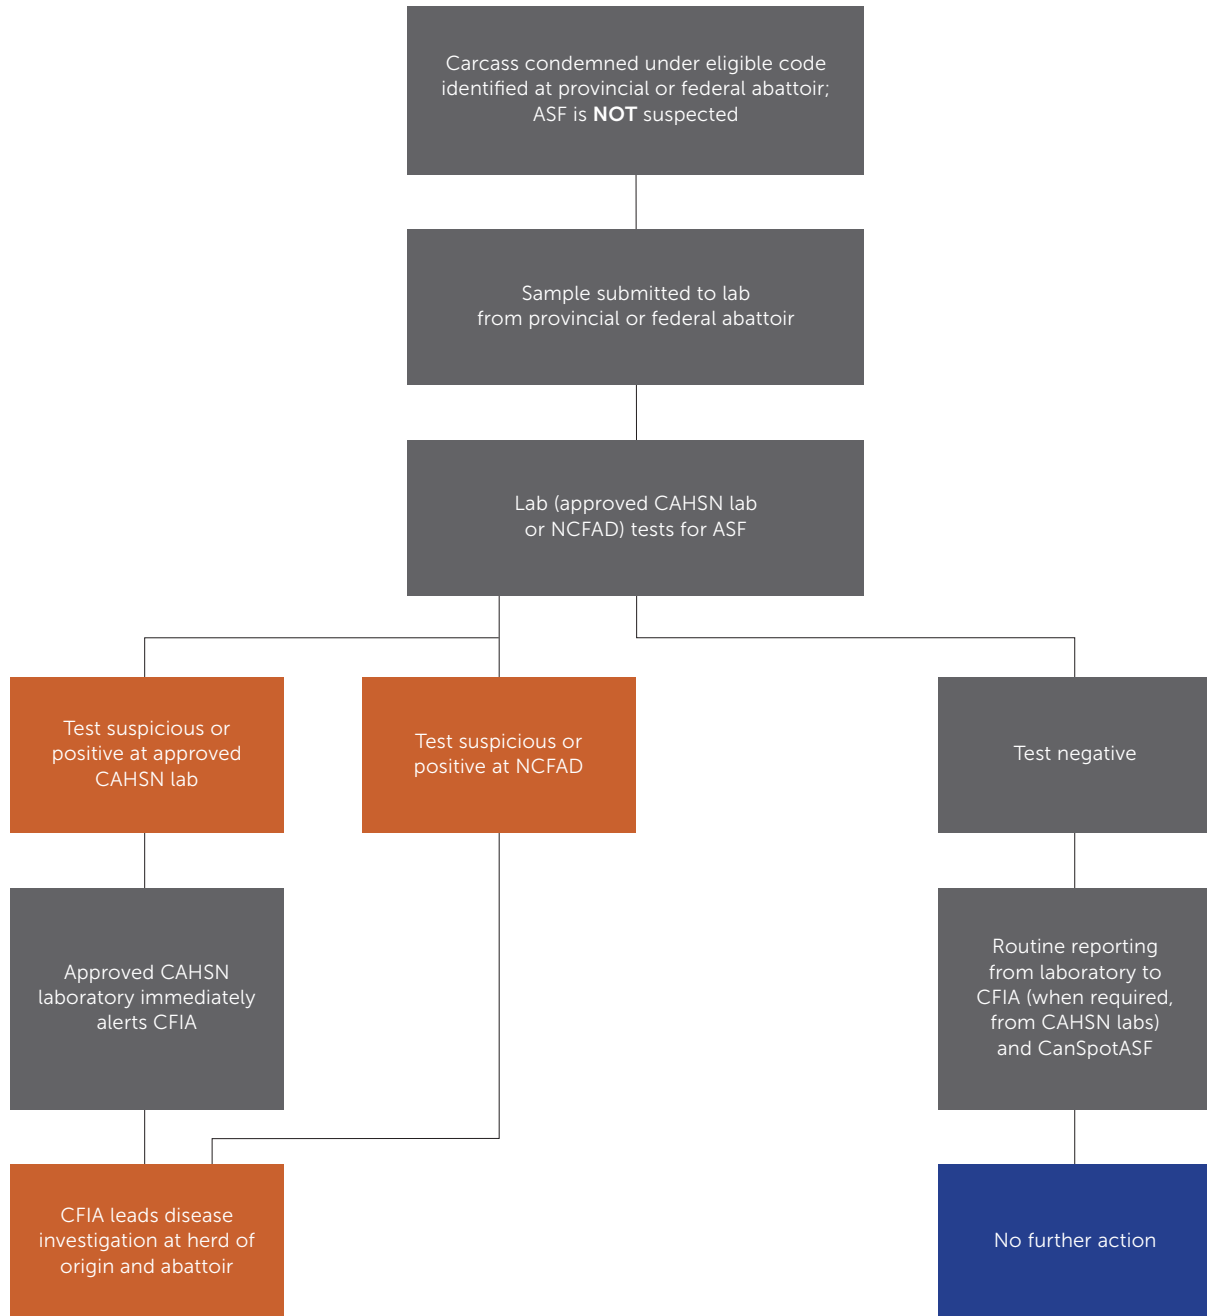 Carcass condemned under eligible code
identified at provincial or federal abattoir;
ASF is NOT suspected
Sample submitted to lab
from provincial or federal abattoir
Lab (approved CAHSN lab
or NCFAD) tests for ASF
Test suspicious or
positive at approved
CAHSN lab
Test suspicious or
positive at NCFAD
Test negative
Approved CAHSN
laboratory immediately
alerts CFIA
Routine reporting
from laboratory to
CFIA (when required,
from CAHSN labs)
and CanSpotASF
CFIA leads disease
investigation at herd of
origin and abattoir
No further action